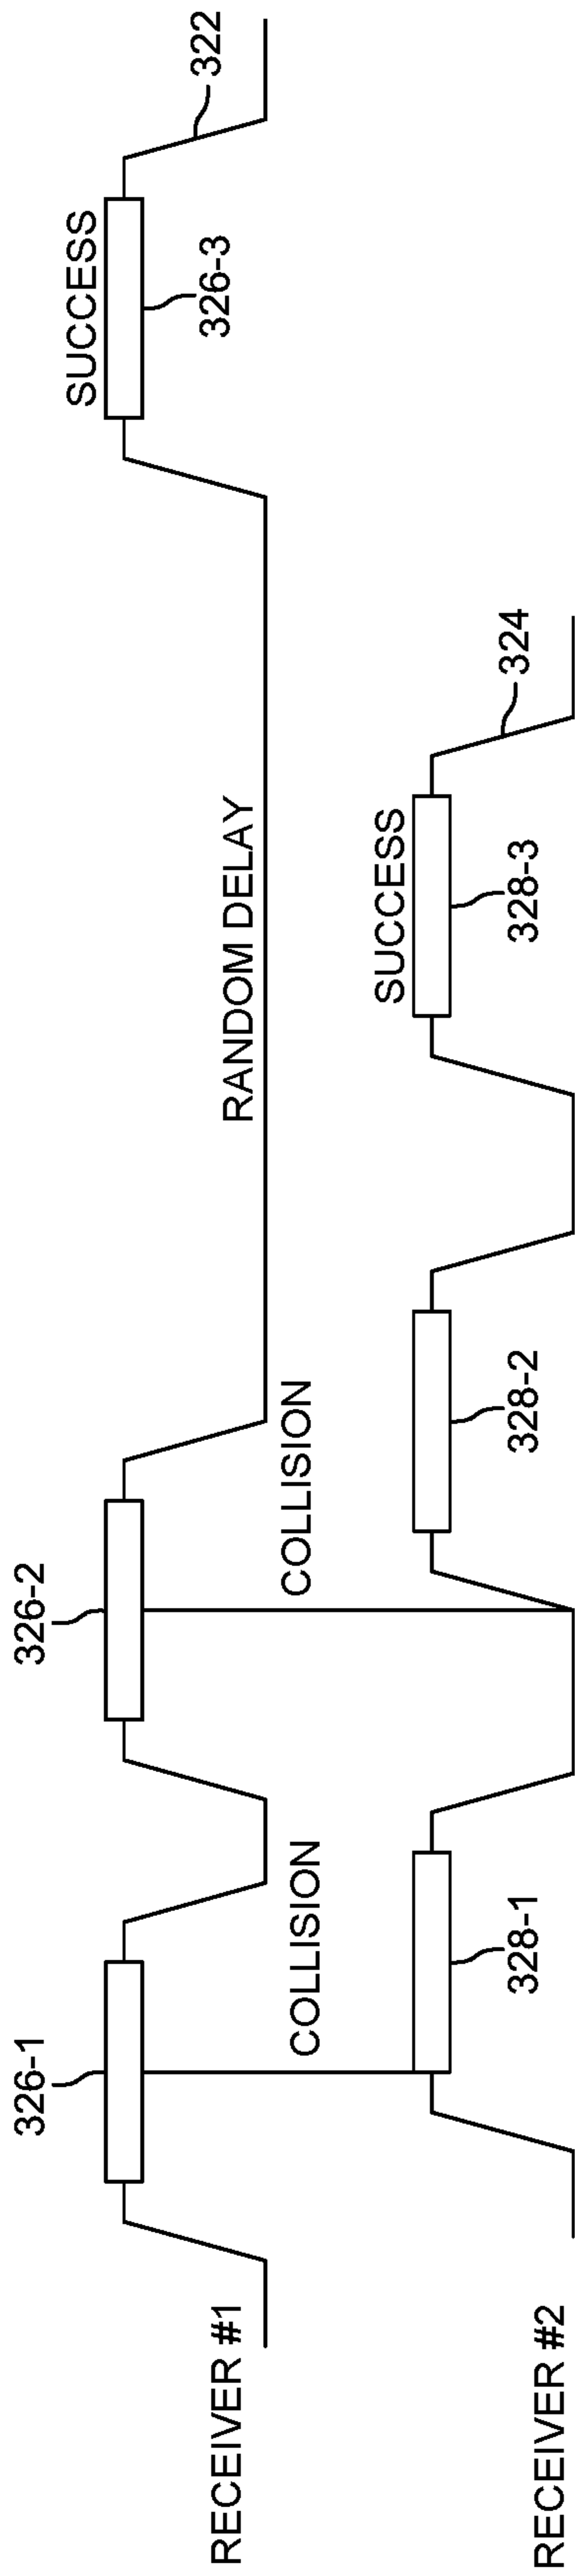 326-1
326-2
SUCCESS
322
326-3
RANDOM DELAY
RECEIVER #1
COLLISION
COLLISION
SUCCESS
324
328-1
328-2
328-3
RECEIVER #2